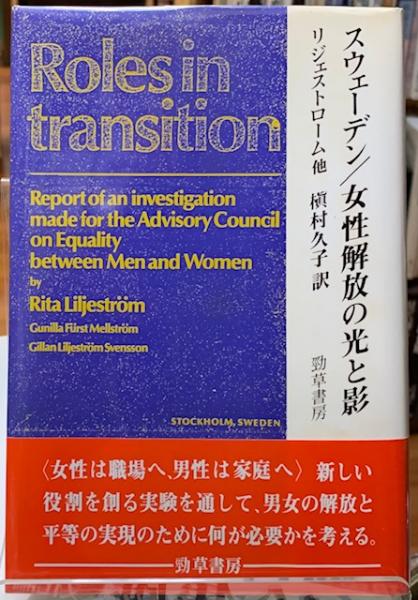 Roles in
transition
Report of an investigation
made for the Advisory Council
on Equality
between Men and Women
by
Rita Liljeström
Gunilla Fürst Mellström
Gillan Liljeström Svensson
STOCKHOLM, SWEDEN
スウェーデン/女性解放の光と影
リジェストローム他 槇村久子 訳
勁草書房
〈女性は職場へ、男性は家庭へ〉新しい
役割を創る実験を通して、男女の解放と
平等の実現のために何が必要かを考える。
勁草書房